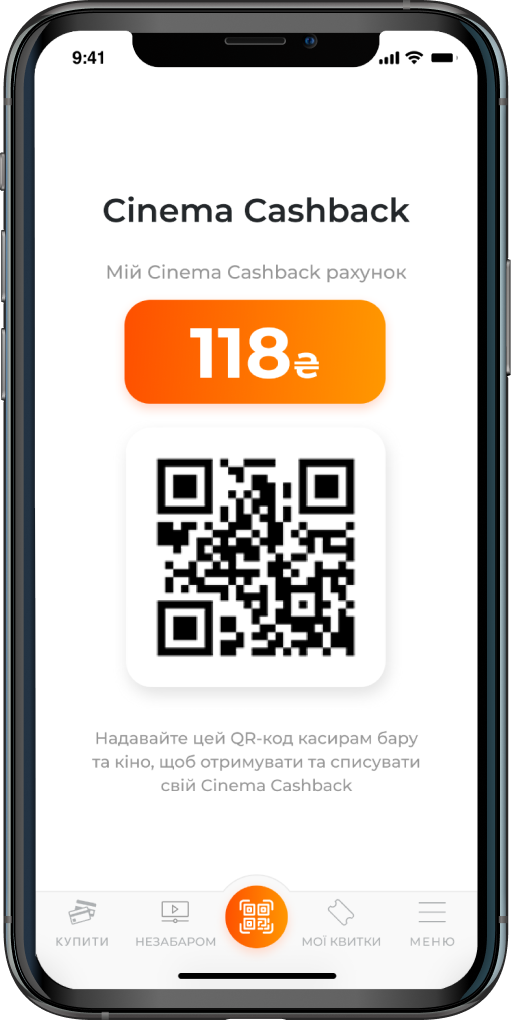 9:41
Cinema Cashback
Мій Cinema Cashback рахунок
118₴
Надавайте цей QR-код касирам бару
та кіно, щоб отримувати та списувати
свій Cinema Cashback
КУПИТИ
НЕЗАБАРОМ
МОЇ КВИТКИ
МЕНЮ